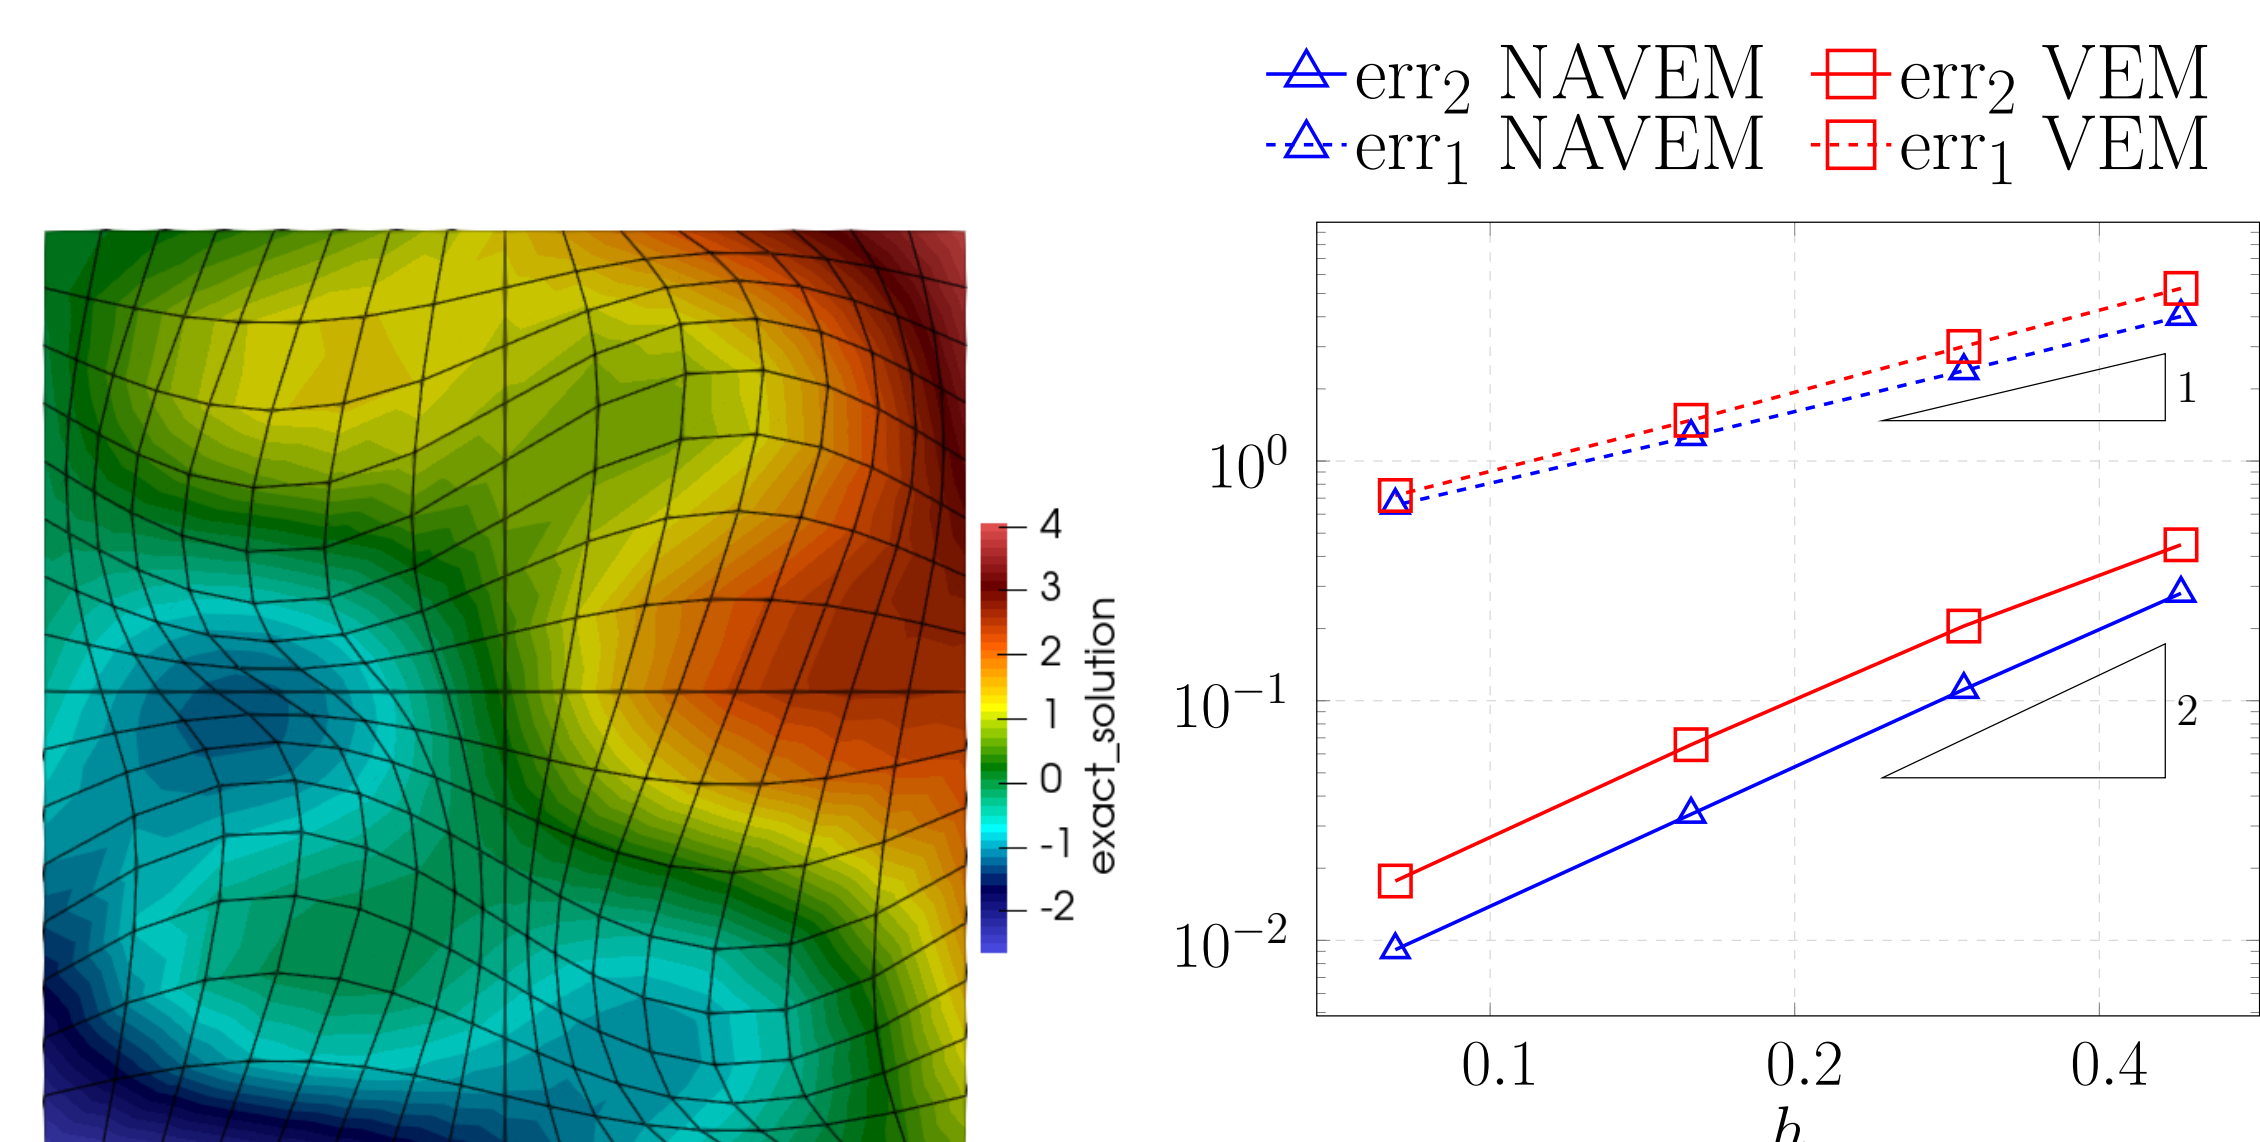 err2 NAVEM err2 VEM
err1 NAVEM err1 VEM
4
3
2
1
0
-1
-2
exact_solution
10^0
10^−1
10^−2
1
2
0.1 0.2 0.4
h